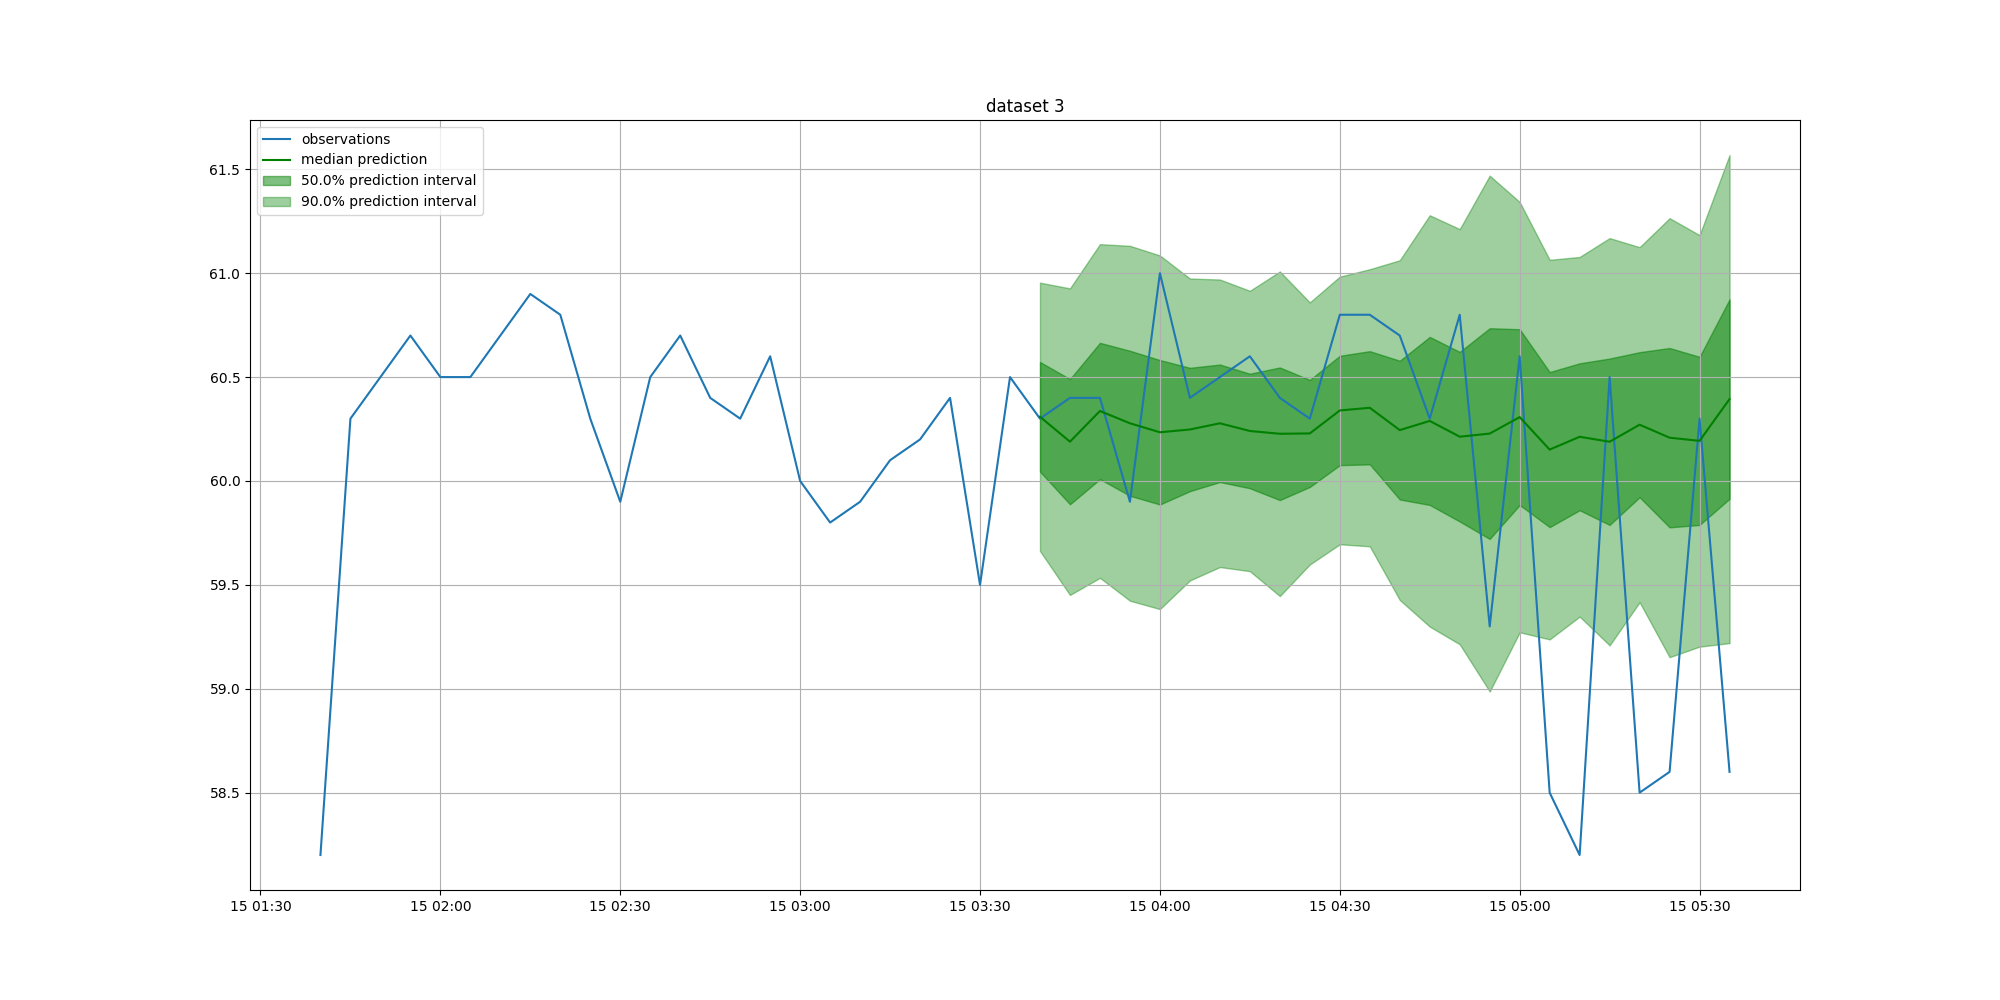 dataset 3
observations
median prediction
50.0% prediction interval
90.0% prediction interval
61.5
61.0
60.5
60.0
59.5
59.0
58.5
15 01:30 15 02:00 15 02:30 15 03:00 15 03:30 15 04:00 15 04:30 15 05:00 15 05:30